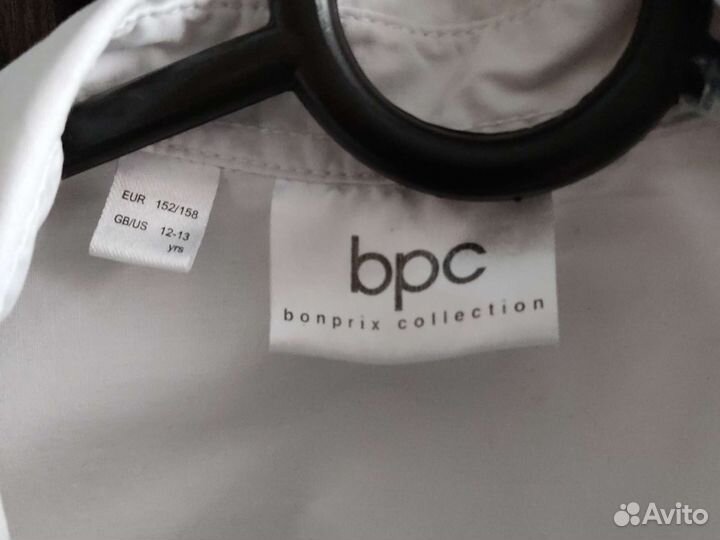 EUR 152/158
GB/US 12-13
yrs
bpc
bonprix collection
Avito